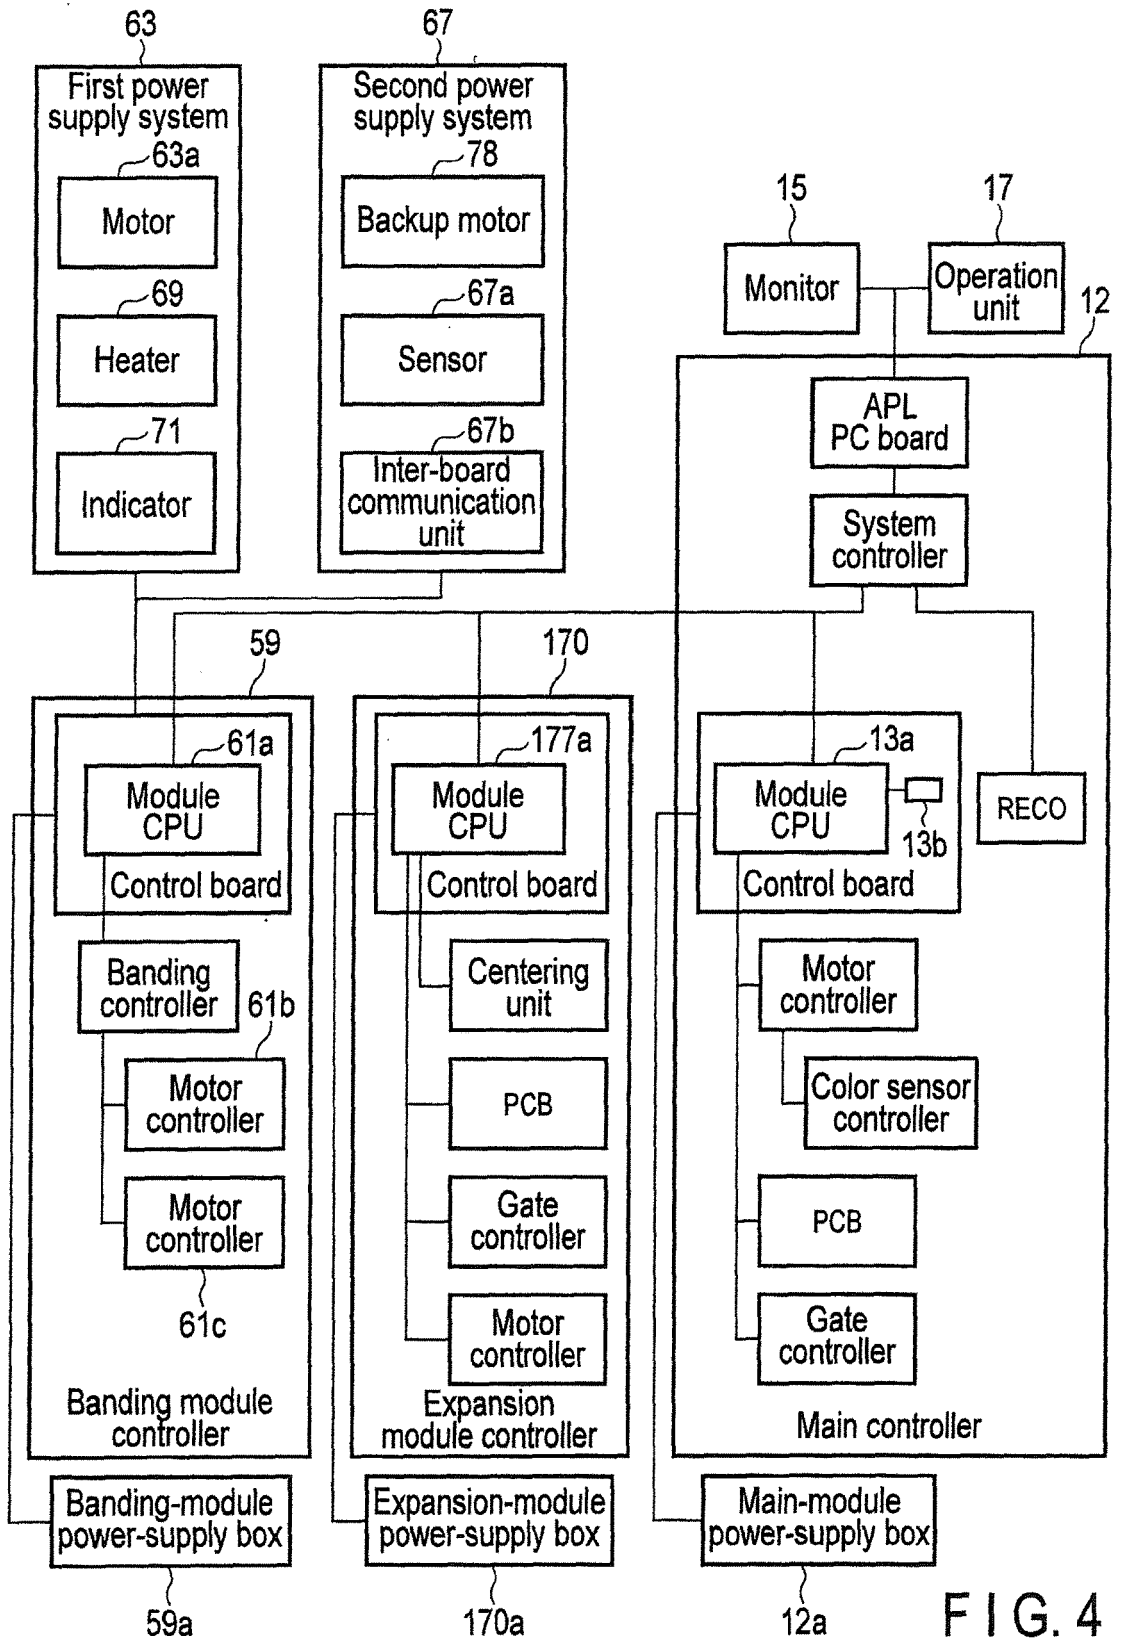 63
First power
supply system
63a
Motor
69
Heater
71
Indicator
67
Second power
supply system
78
Backup motor
67a
Sensor
67b
Inter-board
communication
unit
15
Monitor
17
Operation
unit
12
APL
PC board
System
controller
59
61a
Module
CPU
Control board
Banding
controller
61b
Motor
controller
Motor
controller
61c
Banding module
controller
Banding-module
power-supply box
59a
170
177a
Module
CPU
Control board
Centering
unit
PCB
Gate
controller
Motor
controller
Expansion
module controller
Expansion-module
power-supply box
170a
13a
Module
CPU
13b
Control board
RECO
Motor
controller
Color sensor
controller
PCB
Gate
controller
Main controller
Main-module
power-supply box
12a
FIG. 4